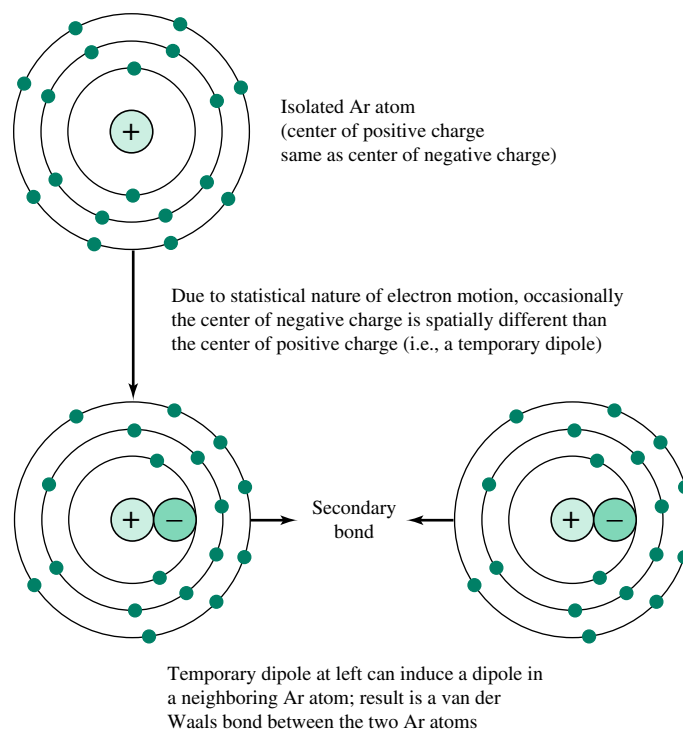 +
Isolated Ar atom
(center of positive charge
same as center of negative charge)
Due to statistical nature of electron motion, occasionally
the center of negative charge is spatially different than
the center of positive charge (i.e., a temporary dipole)
+ −
Secondary
bond
+ −
Temporary dipole at left can induce a dipole in
a neighboring Ar atom; result is a van der
Waals bond between the two Ar atoms